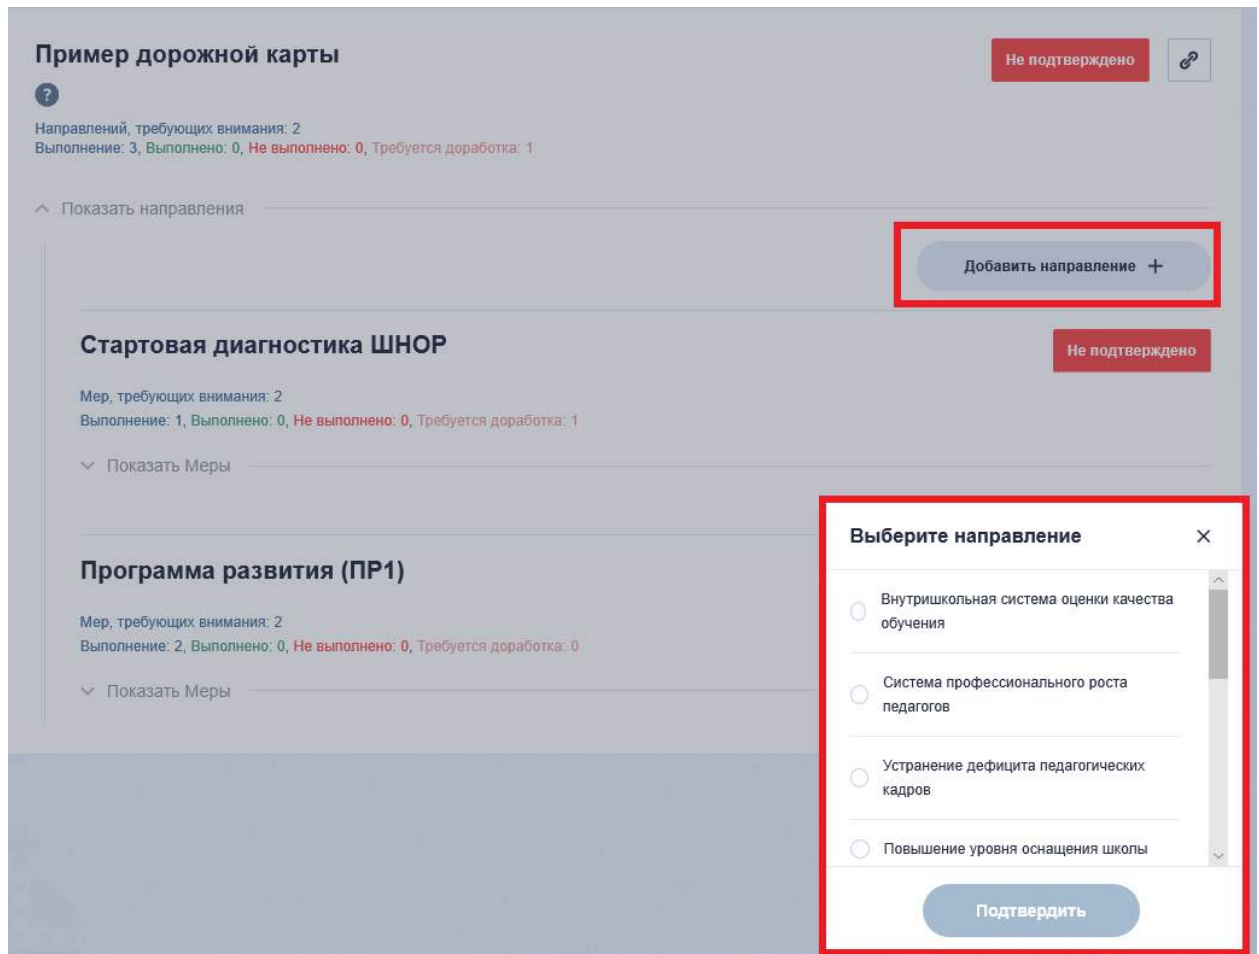 Пример дорожной карты
Не подтверждено
?
Направлений, требующих внимания: 2
Выполнение: 3, Выполнено: 0, Не выполнено: 0, Требуется доработка: 1
Показать направления
Добавить направление +
Стартовая диагностика ШНОР
Не подтверждено
Мер, требующих внимания: 2
Выполнение: 1, Выполнено: 0, Не выполнено: 0, Требуется доработка: 1
Показать Меры
Программа развития (ПР1)
Мер, требующих внимания: 2
Выполнение: 2, Выполнено: 0, Не выполнено: 0, Требуется доработка: 0
Показать Меры
Выберите направление
Внутришкольная система оценки качества
обучения
Система профессионального роста
педагогов
Устранение дефицита педагогических
кадров
Повышение уровня оснащения школы
Подтвердить